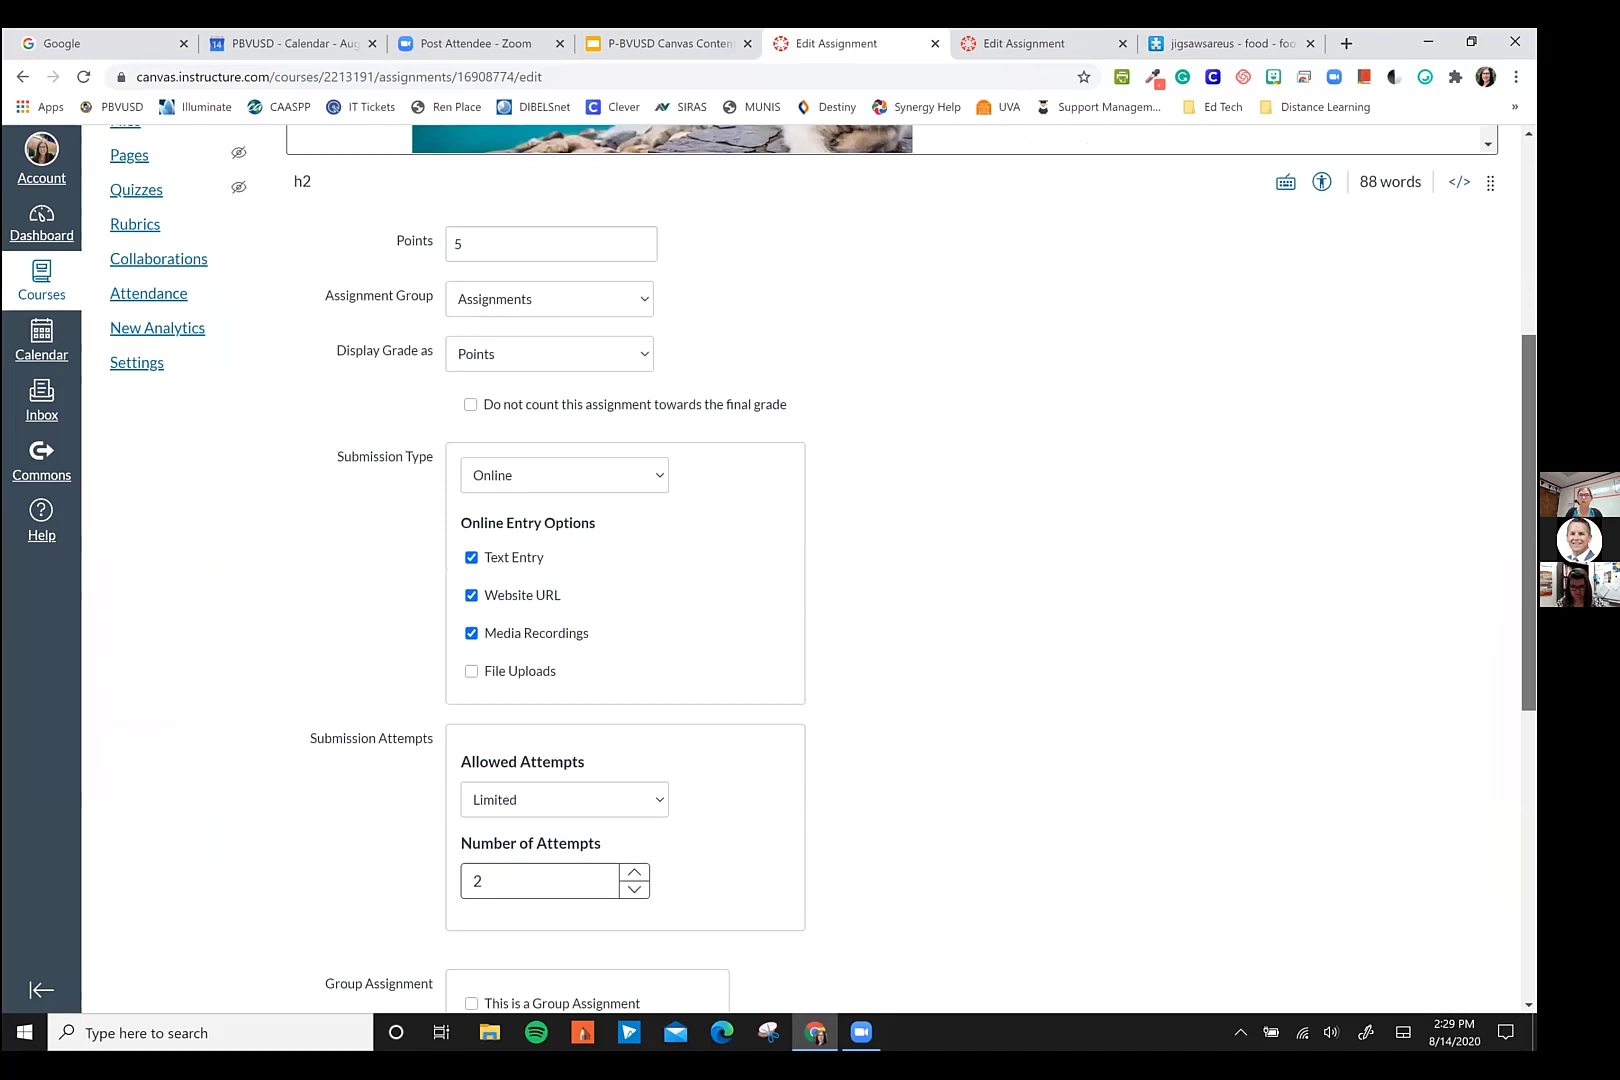 Google
PBVUSD - Calendar - Aug
Post Attendee - Zoom
P-BVUSD Canvas Conten
Edit Assignment
Edit Assignment
jigsawsareus - food - foo
canvas.instructure.com/courses/2213191/assignments/16908774/edit
Apps
PBVUSD
Illuminate
CAASPP
IT Tickets
Ren Place
DIBELSnet
Clever
SIRAS
MUNIS
Destiny
Synergy Help
UVA
Support Managem...
Ed Tech
Distance Learning
»
Account
Dashboard
Courses
Calendar
Inbox
Commons
Help
Pages
Quizzes
Rubrics
Collaborations
Attendance
New Analytics
Settings
h2
88 words
</>
Points
5
Assignment Group
Assignments
Display Grade as
Points
Do not count this assignment towards the final grade
Submission Type
Online
Online Entry Options
Text Entry
Website URL
Media Recordings
File Uploads
Submission Attempts
Allowed Attempts
Limited
Number of Attempts
2
Group Assignment
This is a Group Assignment
Type here to search
2:29 PM
8/14/2020